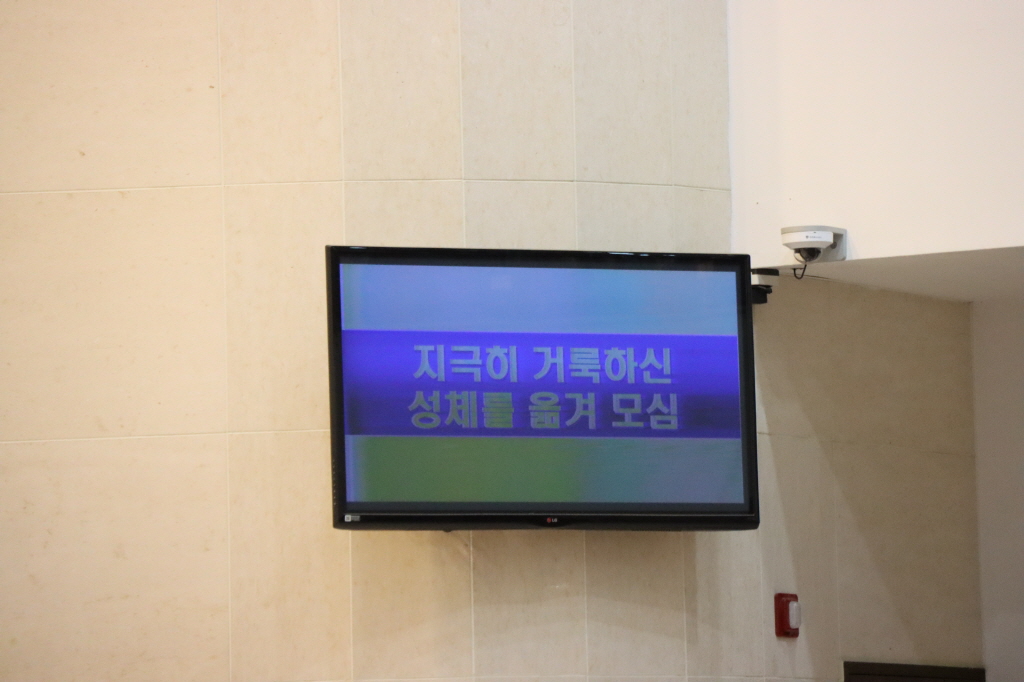 지극히 거룩하신
성체를 옮겨 모심
LG